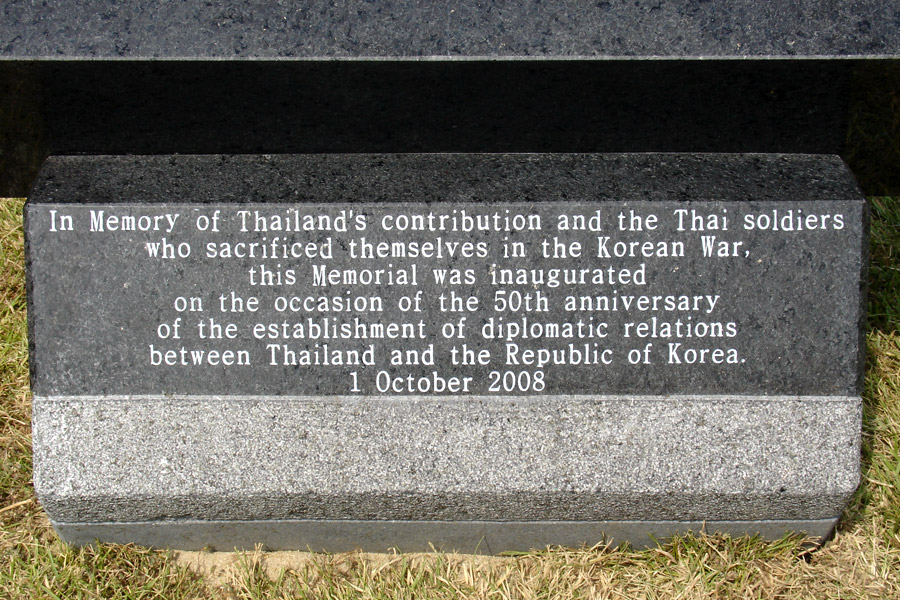 In Memory of Thailand's contribution and the Thai soldiers
who sacrificed themselves in the Korean War,
this Memorial was inaugurated
on the occasion of the 50th anniversary
of the establishment of diplomatic relations
between Thailand and the Republic of Korea.
1 October 2008